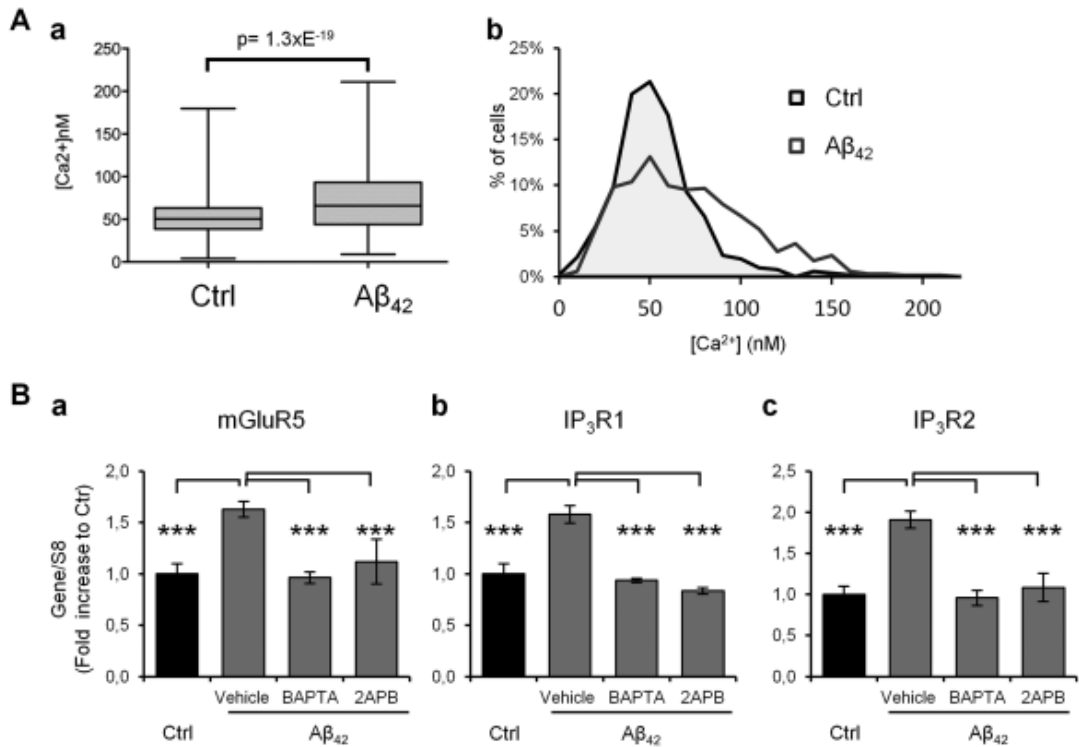 A
a
p= 1.3xE-19
250
200
150
100
50
0
[Ca2+]nM
Ctrl
Aβ42
b
25%
20%
15%
10%
5%
0%
% of cells
Ctrl
Aβ42
0 50 100 150 200
[Ca2+] (nM)
B
a
mGluR5
Gene/S8
(Fold increase to Ctr)
2,0
1,5
1,0
0,5
0,0
*** *** ***
Vehicle BAPTA 2APB
Ctrl
Aβ42
b
IP3R1
2,0
1,5
1,0
0,5
0,0
*** *** ***
Vehicle BAPTA 2APB
Ctrl
Aβ42
c
IP3R2
2,5
2,0
1,5
1,0
0,5
0,0
*** *** ***
Vehicle BAPTA 2APB
Ctrl
Aβ42